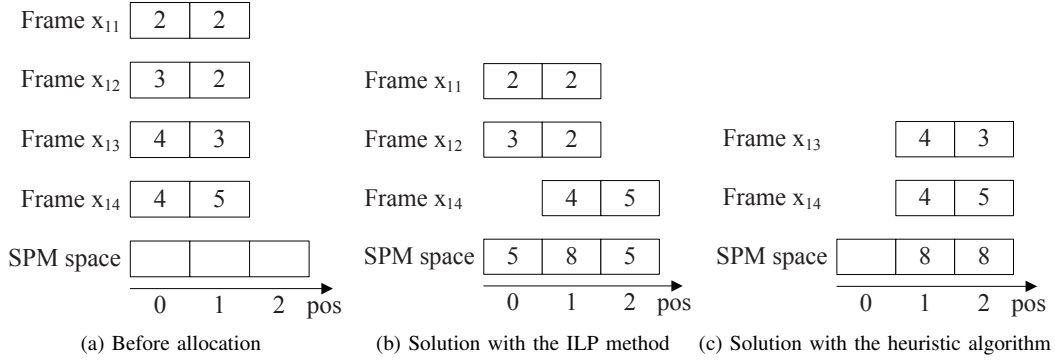 Frame x₁₁ 2 2
Frame x₁₂ 3 2
Frame x₁₃ 4 3
Frame x₁₄ 4 5
SPM space
0 1 2 pos
(a) Before allocation
Frame x₁₁ 2 2
Frame x₁₂ 3 2
Frame x₁₄ 4 5
SPM space 5 8 5
0 1 2 pos
(b) Solution with the ILP method
Frame x₁₃ 4 3
Frame x₁₄ 4 5
SPM space 8 8
0 1 2 pos
(c) Solution with the heuristic algorithm